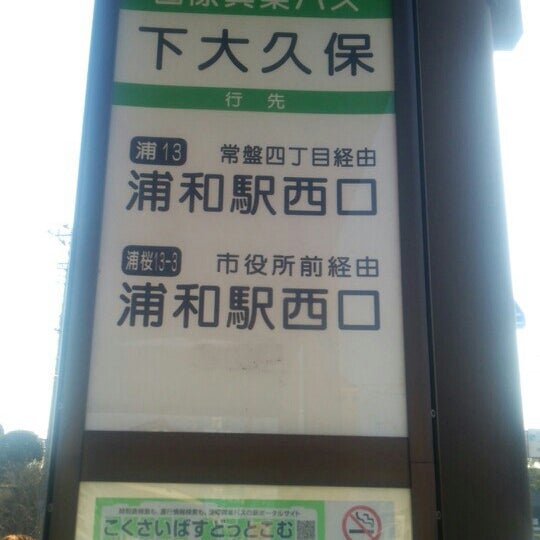 国際興業バス
下大久保
行先
浦13 常盤四丁目経由
浦和駅西口
浦桜13-3 市役所前経由
浦和駅西口
こくさいばすどっとこむ